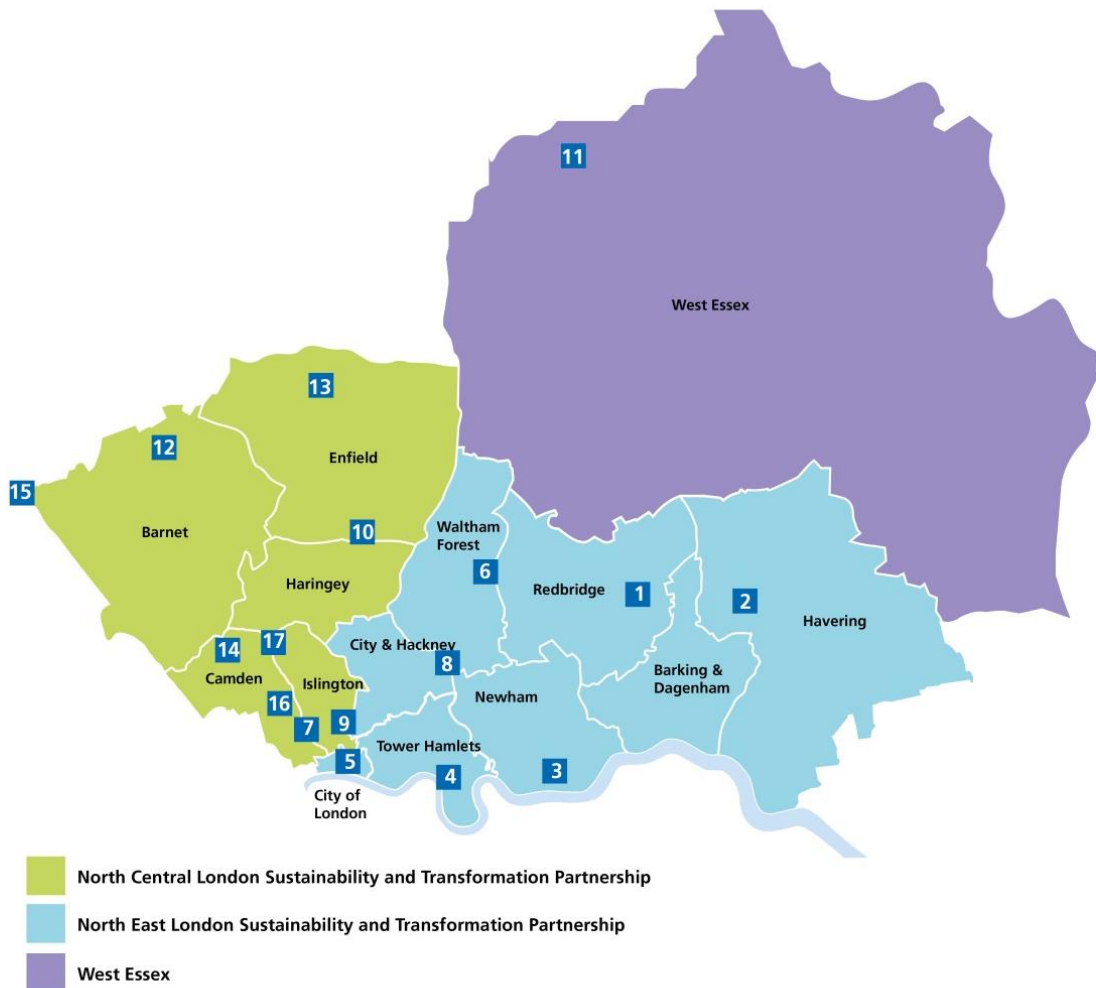 11
West Essex
13
12
Enfield
15
Barnet
10
Waltham
Forest
6
Haringey
Redbridge
1
2
Havering
14
17
City & Hackney
8
Camden
Islington
Barking &
Dagenham
Newham
16
7
9
Tower Hamlets
5
4
3
City of
London
North Central London Sustainability and Transformation Partnership
North East London Sustainability and Transformation Partnership
West Essex